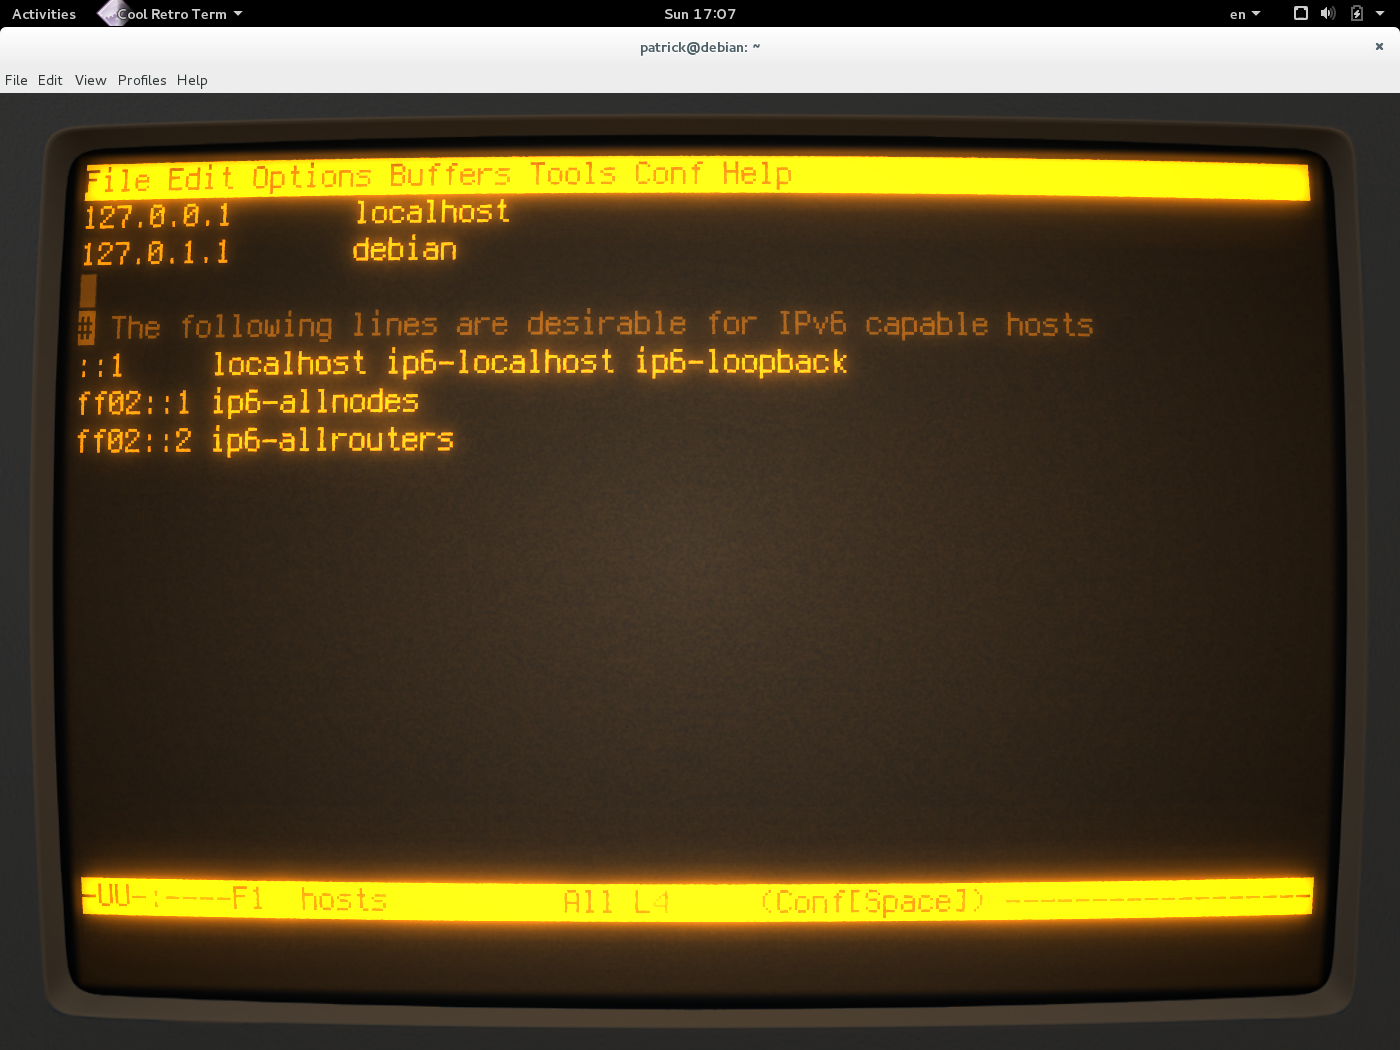 Activities Cool Retro Term Sun 17:07 en
patrick@debian: ~ ×
File Edit View Profiles Help
File Edit Options Buffers Tools Conf Help
127.0.0.1 localhost
127.0.1.1 debian
# The following lines are desirable for IPv6 capable hosts
::1 localhost ip6-localhost ip6-loopback
ff02::1 ip6-allnodes
ff02::2 ip6-allrouters
-UU-:----F1 hosts All L4 (Conf[Space]) ------------------